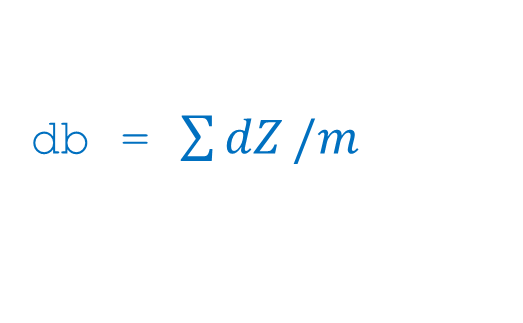 db = ∑ dZ /m